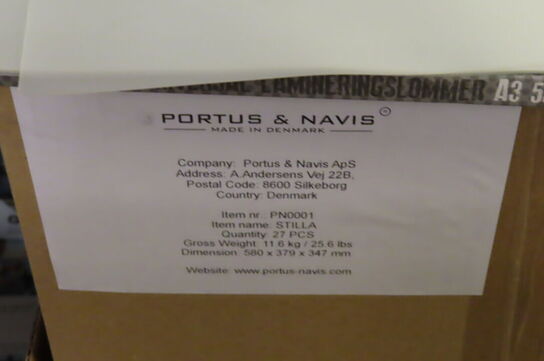 LAMINERINGSLOMMER A3
PORTUS & NAVIS®
MADE IN DENMARK
Company: Portus & Navis ApS
Address: A.Andersens Vej 22B,
Postal Code: 8600 Silkeborg
Country: Denmark
Item nr.: PN0001
Item name: STILLA
Quantity: 27 PCS
Gross Weight: 11.6 kg / 25.6 lbs
Dimension: 580 x 379 x 347 mm
Website: www.portus-navis.com